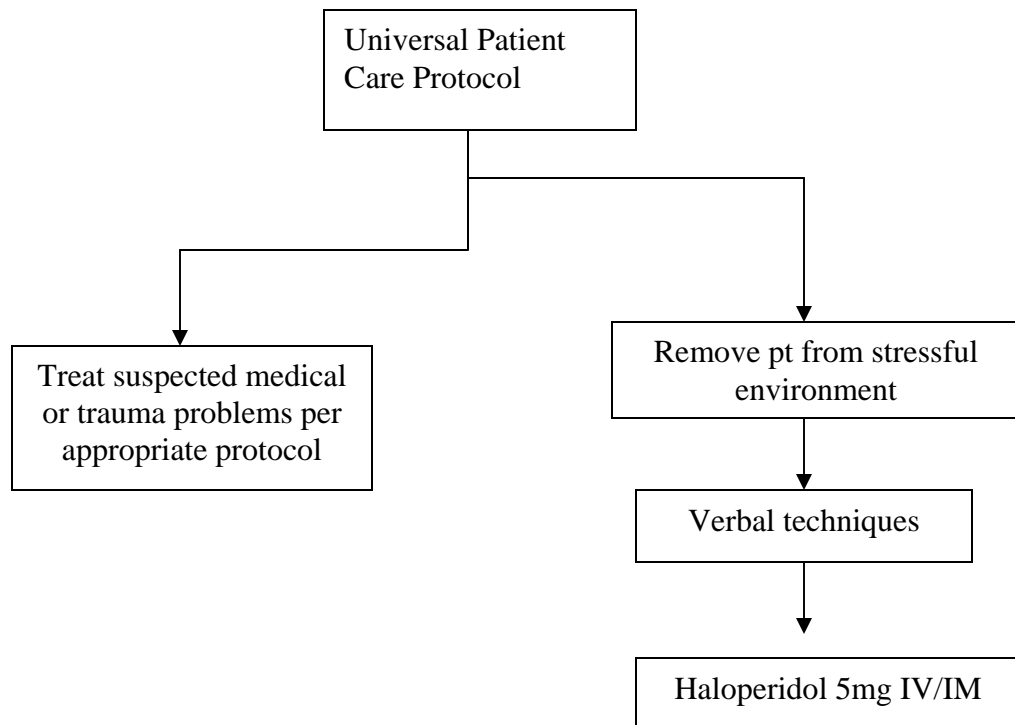 Universal Patient
Care Protocol
Treat suspected medical
or trauma problems per
appropriate protocol
Remove pt from stressful
environment
Verbal techniques
Haloperidol 5mg IV/IM